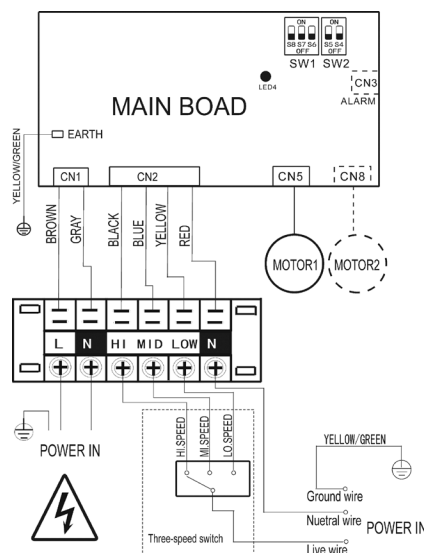 ON
ON
S8 S7 S6
S5 S4
OFF
OFF
SW1
SW2
LED4
CN3
ALARM
MAIN BOAD
EARTH
YELLOW/GREEN
CN1
CN2
CN5
CN8
BROWN
GRAY
BLACK
BLUE
YELLOW
RED
MOTOR1
MOTOR2
L
N
HI
MID
LOW
N
POWER IN
HI.SPEED
MI.SPEED
LO.SPEED
YELLOW/GREEN
Ground wire
Nuetral wire
POWER IN
Three-speed switch
Live wire